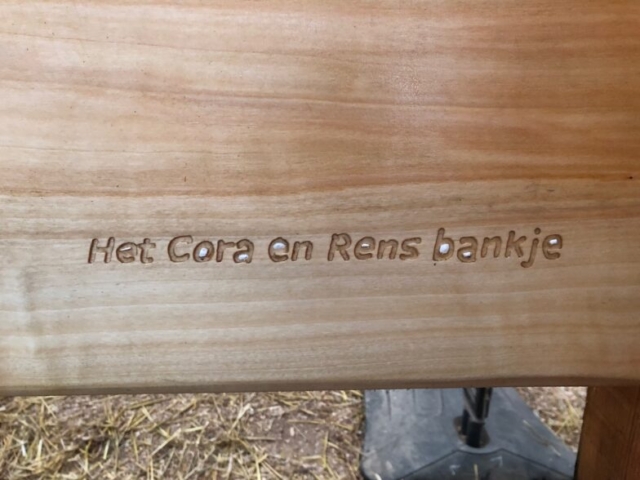 Het Cora en Rens bankje